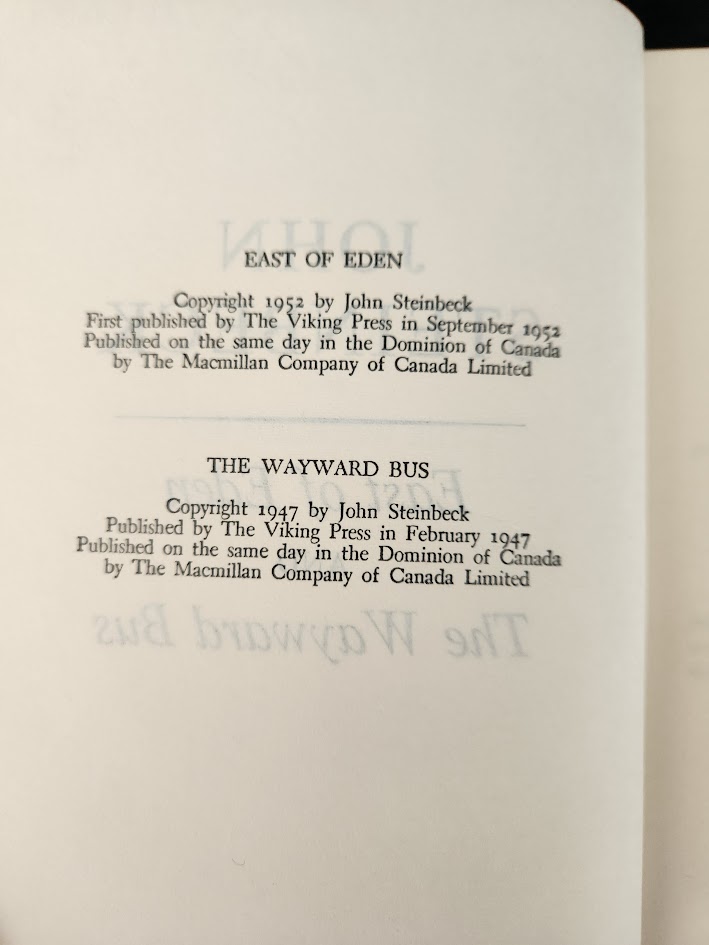 EAST OF EDEN
Copyright 1952 by John Steinbeck
First published by The Viking Press in September 1952
Published on the same day in the Dominion of Canada
by The Macmillan Company of Canada Limited
THE WAYWARD BUS
Copyright 1947 by John Steinbeck
Published by The Viking Press in February 1947
Published on the same day in the Dominion of Canada
by The Macmillan Company of Canada Limited